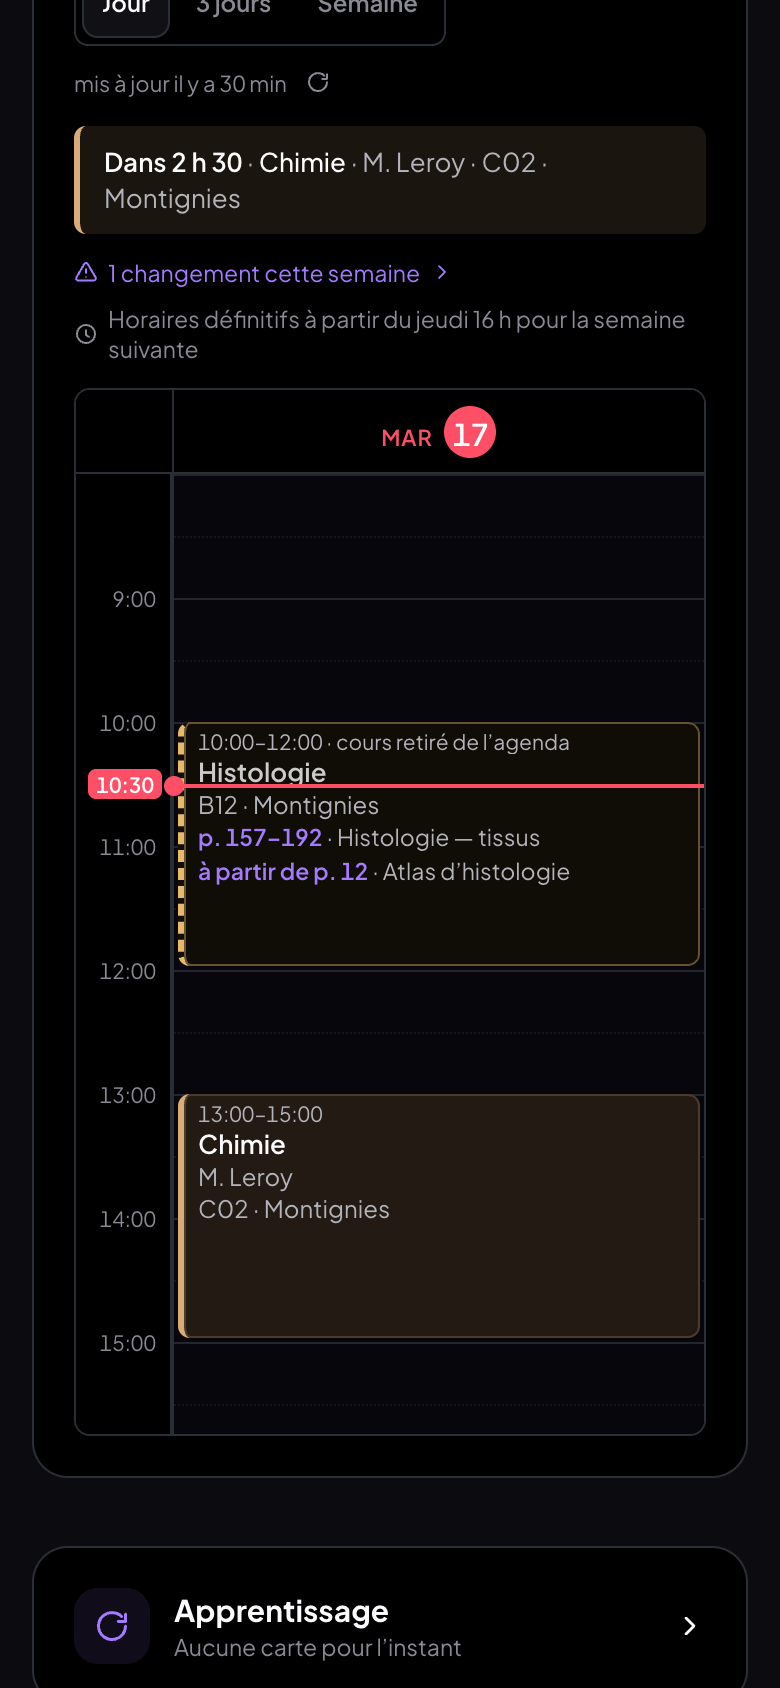 Jour 3 jours Semaine
mis à jour il y a 30 min
Dans 2 h 30 · Chimie · M. Leroy · C02 ·
Montignies
1 changement cette semaine
Horaires définitifs à partir du jeudi 16 h pour la semaine
suivante
MAR 17
9:00
10:00
10:00–12:00 · cours retiré de l’agenda
Histologie
10:30
B12 · Montignies
p. 157–192 · Histologie — tissus
11:00
à partir de p. 12 · Atlas d’histologie
12:00
13:00
13:00–15:00
Chimie
M. Leroy
C02 · Montignies
14:00
15:00
Apprentissage
Aucune carte pour l’instant